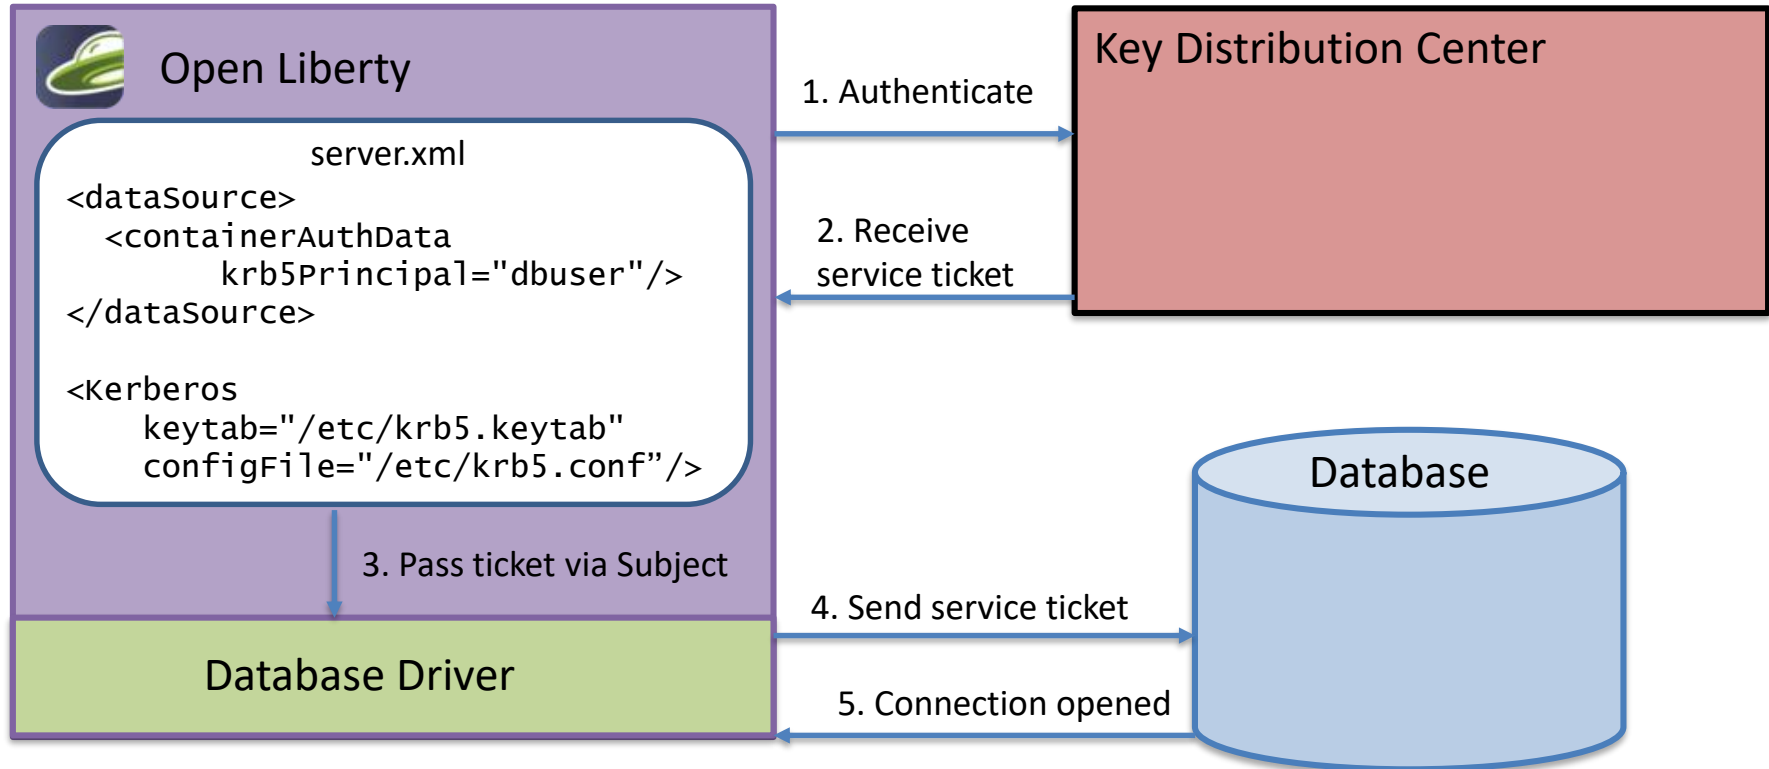 Open Liberty
server.xml
<dataSource>
  <containerAuthData
        krb5Principal="dbuser"/>
</dataSource>
<Kerberos
    keytab="/etc/krb5.keytab"
    configFile="/etc/krb5.conf”/>
3. Pass ticket via Subject
Database Driver
1. Authenticate
2. Receive
service ticket
Key Distribution Center
4. Send service ticket
5. Connection opened
Database